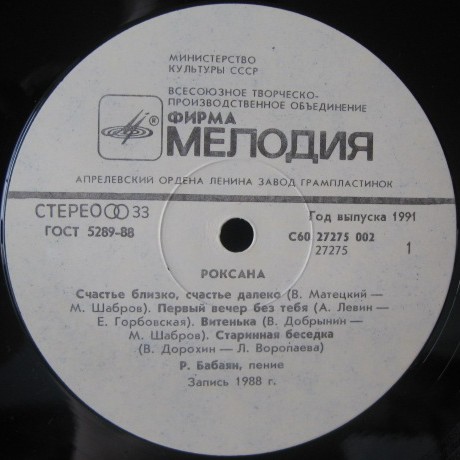 МИНИСТЕРСТВО
КУЛЬТУРЫ СССР
ВСЕСОЮЗНОЕ ТВОРЧЕСКО-
ПРОИЗВОДСТВЕННОЕ ОБЪЕДИНЕНИЕ
ФИРМА
® МЕЛОДИЯ
АПРЕЛЕВСКИЙ ОРДЕНА ЛЕНИНА ЗАВОД ГРАМПЛАСТИНОК
СТЕРЕО 33 Год выпуска 1991
ГОСТ 5289-88 С60 27275 002
27275 1
РОКСАНА
Счастье близко, счастье далеко (В. Матецкий —
М. Шабров). Первый вечер без тебя (А. Левин —
Е. Горбовская). Витенька (В. Добрынин —
М. Шабров). Старинная беседка
(В. Дорохин — Л. Воропаева)
Р. Бабаян, пение
Запись 1988 г.